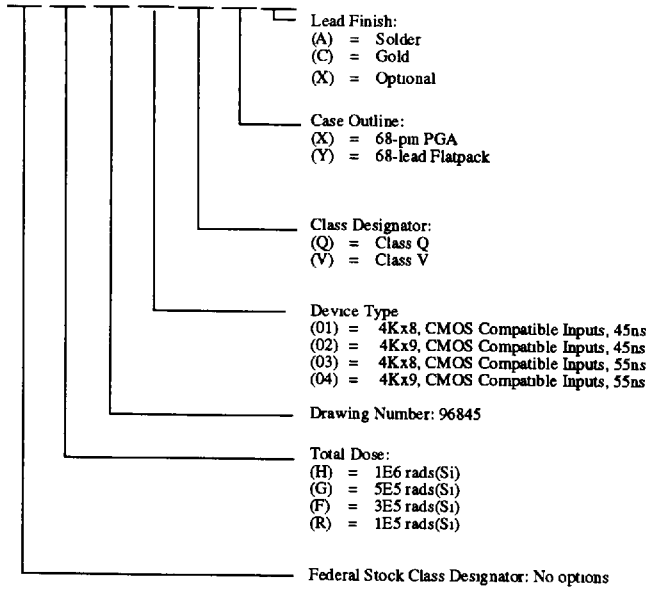 Lead Finish:
(A) = Solder
(C) = Gold
(X) = Optional
Case Outline:
(X) = 68-pin PGA
(Y) = 68-lead Flatpack
Class Designator:
(Q) = Class Q
(V) = Class V
Device Type
(01) = 4Kx8, CMOS Compatible Inputs, 45ns
(02) = 4Kx9, CMOS Compatible Inputs, 45ns
(03) = 4Kx8, CMOS Compatible Inputs, 55ns
(04) = 4Kx9, CMOS Compatible Inputs, 55ns
Drawing Number: 96845
Total Dose:
(H) = 1E6 rads(Si)
(G) = 5E5 rads(Si)
(F) = 3E5 rads(Si)
(R) = 1E5 rads(Si)
Federal Stock Class Designator: No options